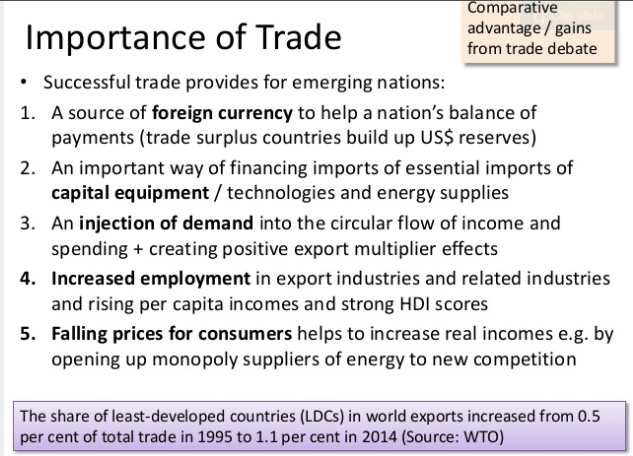 Comparative
advantage / gains
from trade debate
Importance of Trade
• Successful trade provides for emerging nations:
1. A source of foreign currency to help a nation's balance of
payments (trade surplus countries build up US$ reserves)
2. An important way of financing imports of essential imports of
capital equipment / technologies and energy supplies
3. An injection of demand into the circular flow of income and
spending + creating positive export multiplier effects
4. Increased employment in export industries and related industries
and rising per capita incomes and strong HDI scores
5. Falling prices for consumers helps to increase real incomes e.g. by
opening up monopoly suppliers of energy to new competition
The share of least-developed countries (LDCs) in world exports increased from 0.5
per cent of total trade in 1995 to 1.1 per cent in 2014 (Source: WTO)